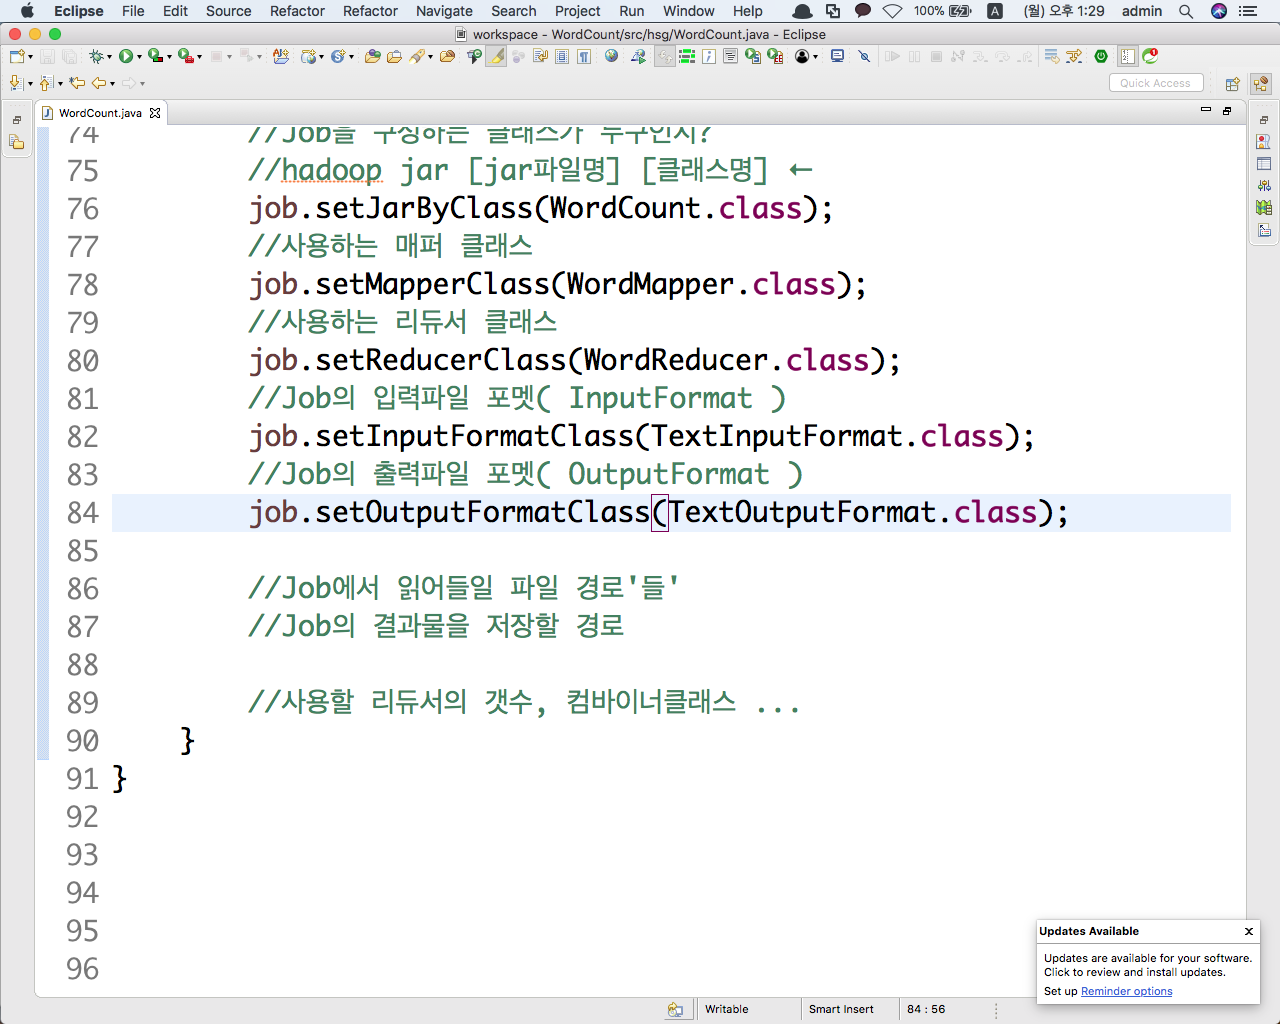 Eclipse File Edit Source Refactor Refactor Navigate Search Project Run Window Help 100% A (월) 오후 1:29 admin
workspace - WordCount/src/hsg/WordCount.java - Eclipse
Quick Access
WordCount.java
74 //Job을 구성하는 클래스가 누구인지?
75 //hadoop jar [jar파일명] [클래스명] ←
76 job.setJarByClass(WordCount.class);
77 //사용하는 매퍼 클래스
78 job.setMapperClass(WordMapper.class);
79 //사용하는 리듀서 클래스
80 job.setReducerClass(WordReducer.class);
81 //Job의 입력파일 포멧( InputFormat )
82 job.setInputFormatClass(TextInputFormat.class);
83 //Job의 출력파일 포멧( OutputFormat )
84 job.setOutputFormatClass(TextOutputFormat.class);
85
86 //Job에서 읽어들일 파일 경로'들'
87 //Job의 결과물을 저장할 경로
88
89 //사용할 리듀서의 갯수, 컴바이너클래스 ...
90 }
91 }
92
93
94
95
96
Updates Available x
Updates are available for your software.
Click to review and install updates.
Set up Reminder options
Writable Smart Insert 84 : 56